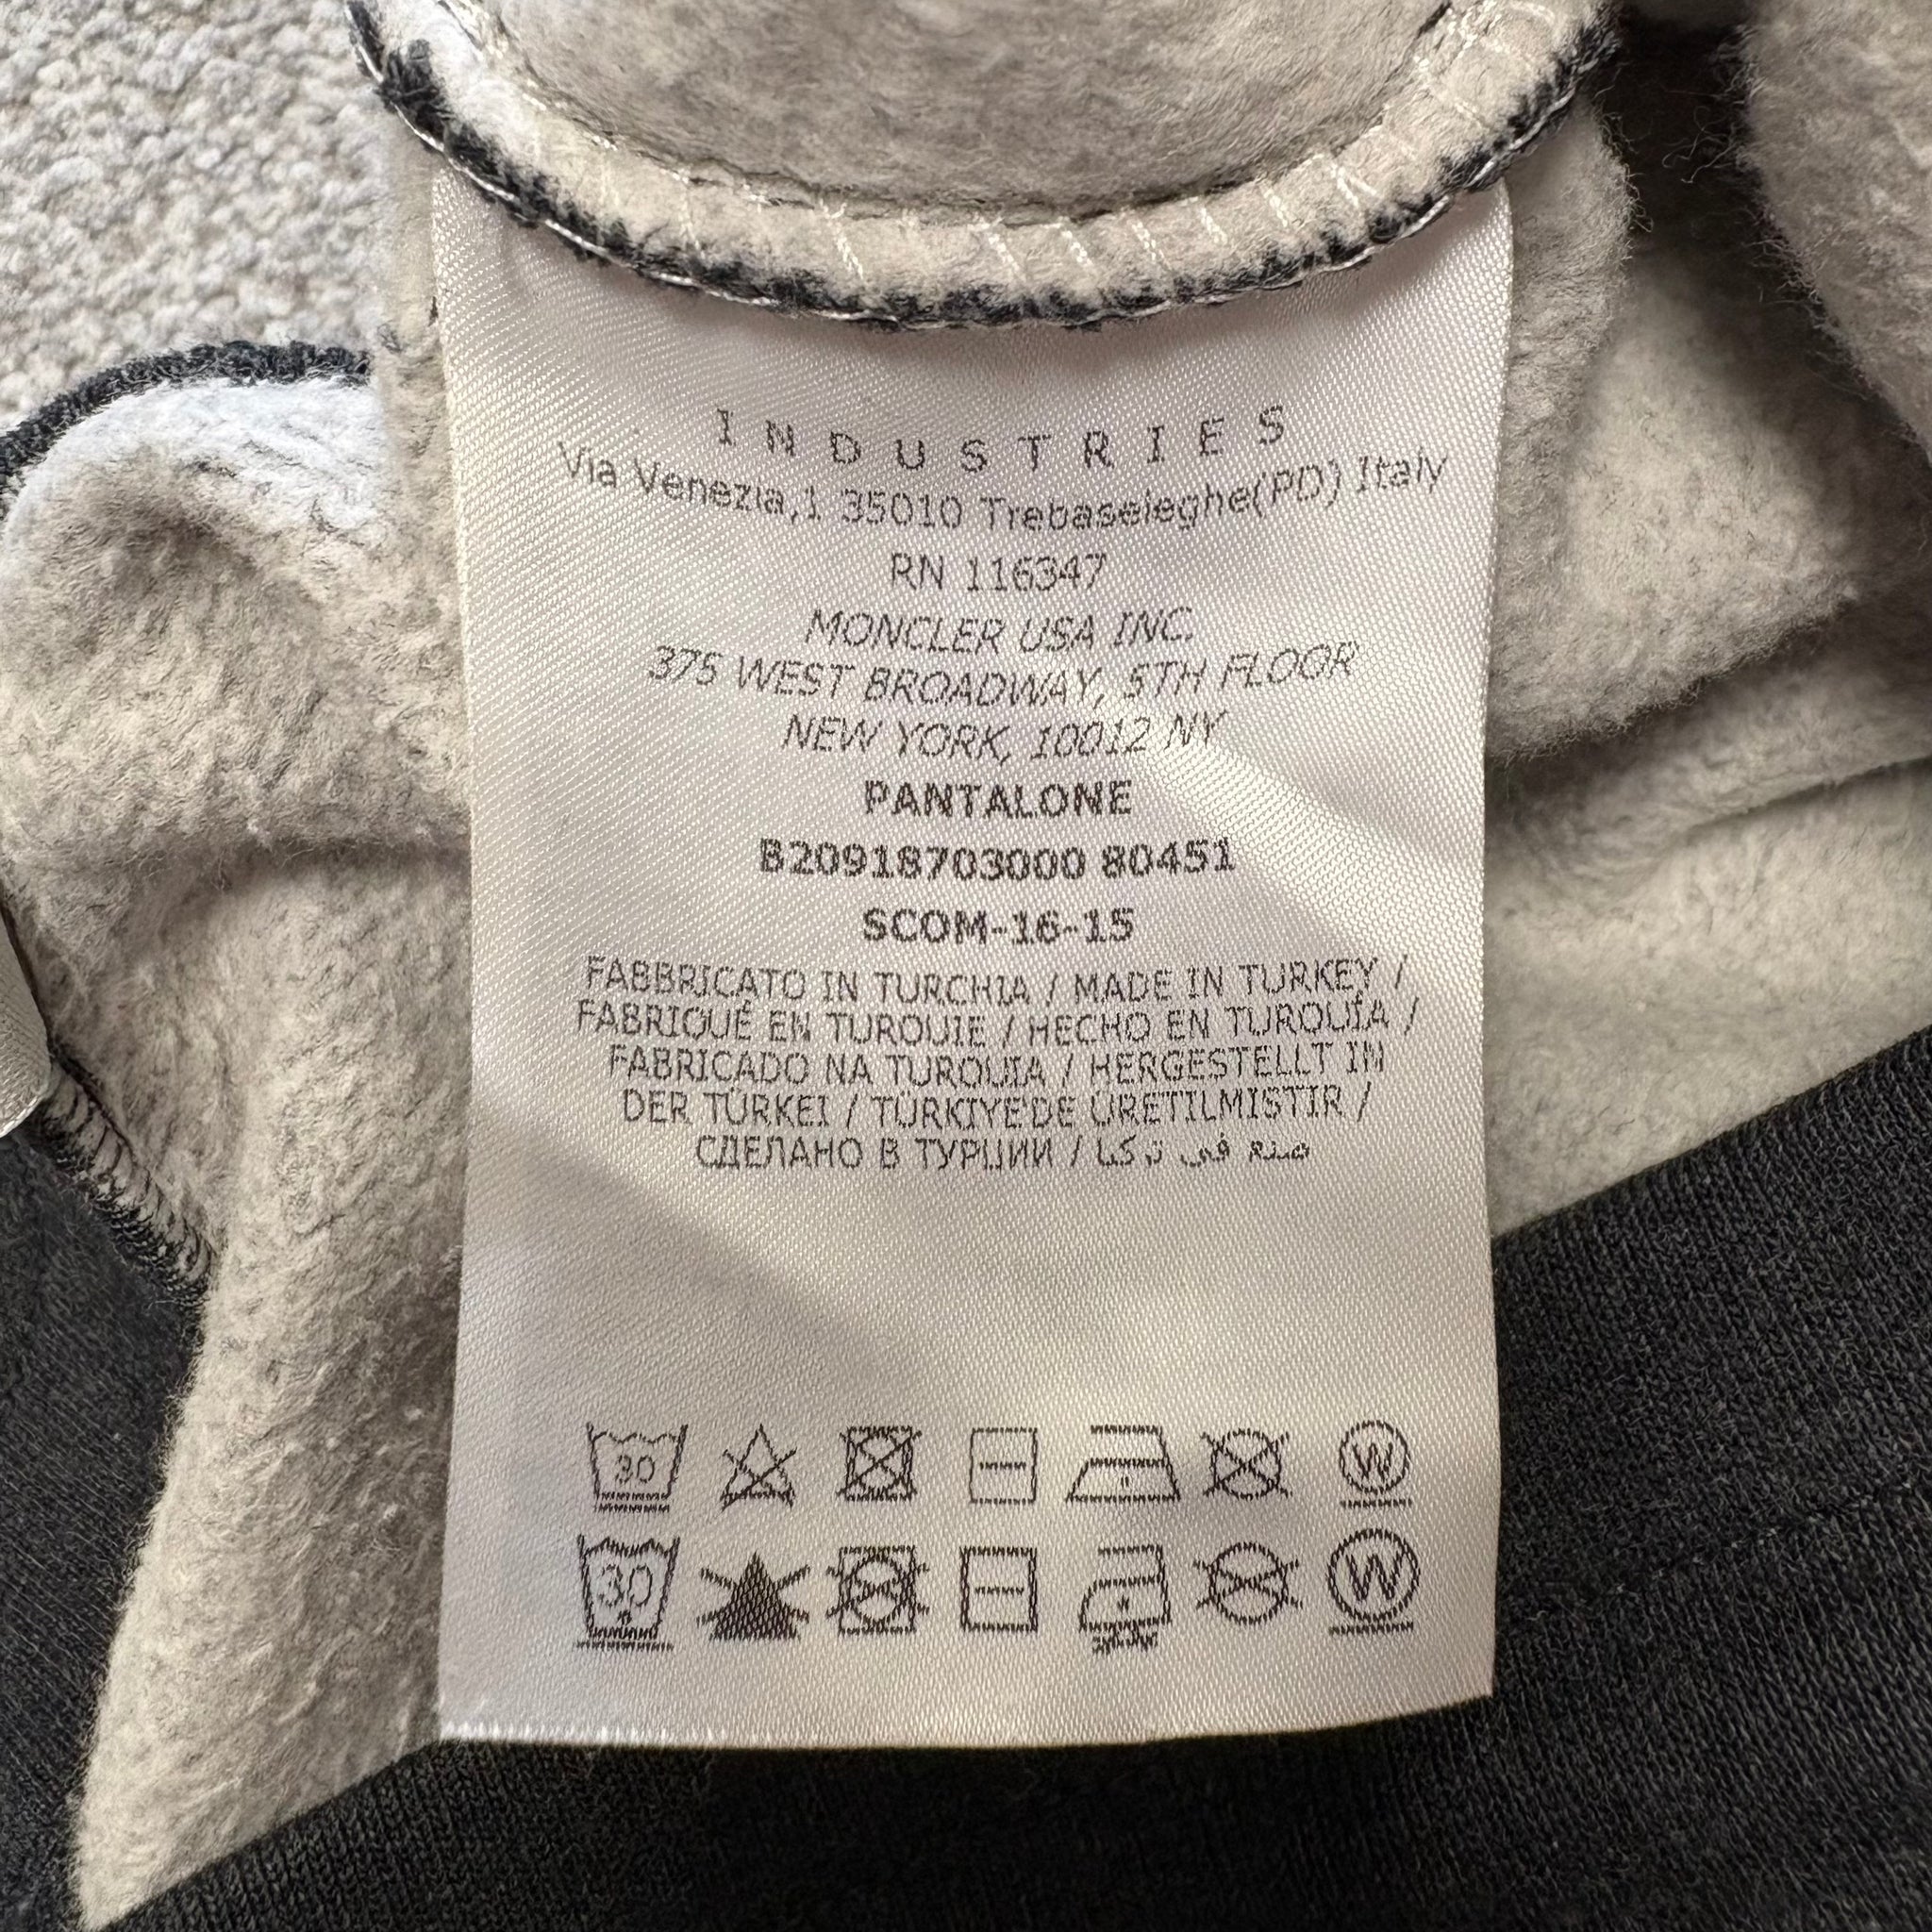 INDUSTRIES
Via Venezia,1 35010 Trebaseleghe(PD) Italy
RN 116347
MONCLER USA INC.
375 WEST BROADWAY, 5TH FLOOR
NEW YORK, 10012 NY
PANTALONE
B20918703000 80451
SCOM-16-15
FABBRICATO IN TURCHIA / MADE IN TURKEY /
FABRIQUÉ EN TURQUIE / HECHO EN TURQUÍA /
FABRICADO NA TURQUIA / HERGESTELLT IN
DER TÜRKEI / TÜRKIYE'DE ÜRETILMISTIR /
СДЕЛАНО В ТУРЦИИ / صنع في تركيا
30 W
30 W